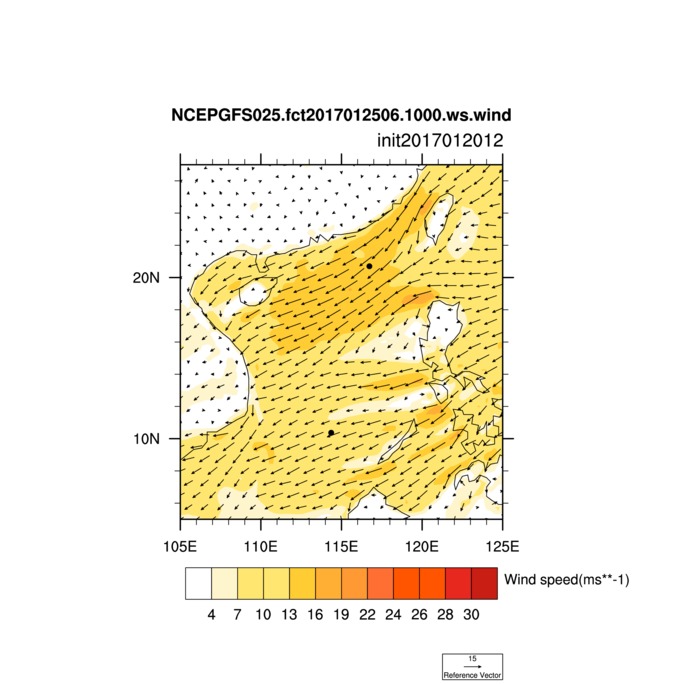 NCEPGFS025.fct2017012506.1000.ws.wind
init2017012012
20N
10N
105E 110E 115E 120E 125E
Wind speed(ms**-1)
4 7 10 13 16 19 22 24 26 28 30
15
Reference Vector